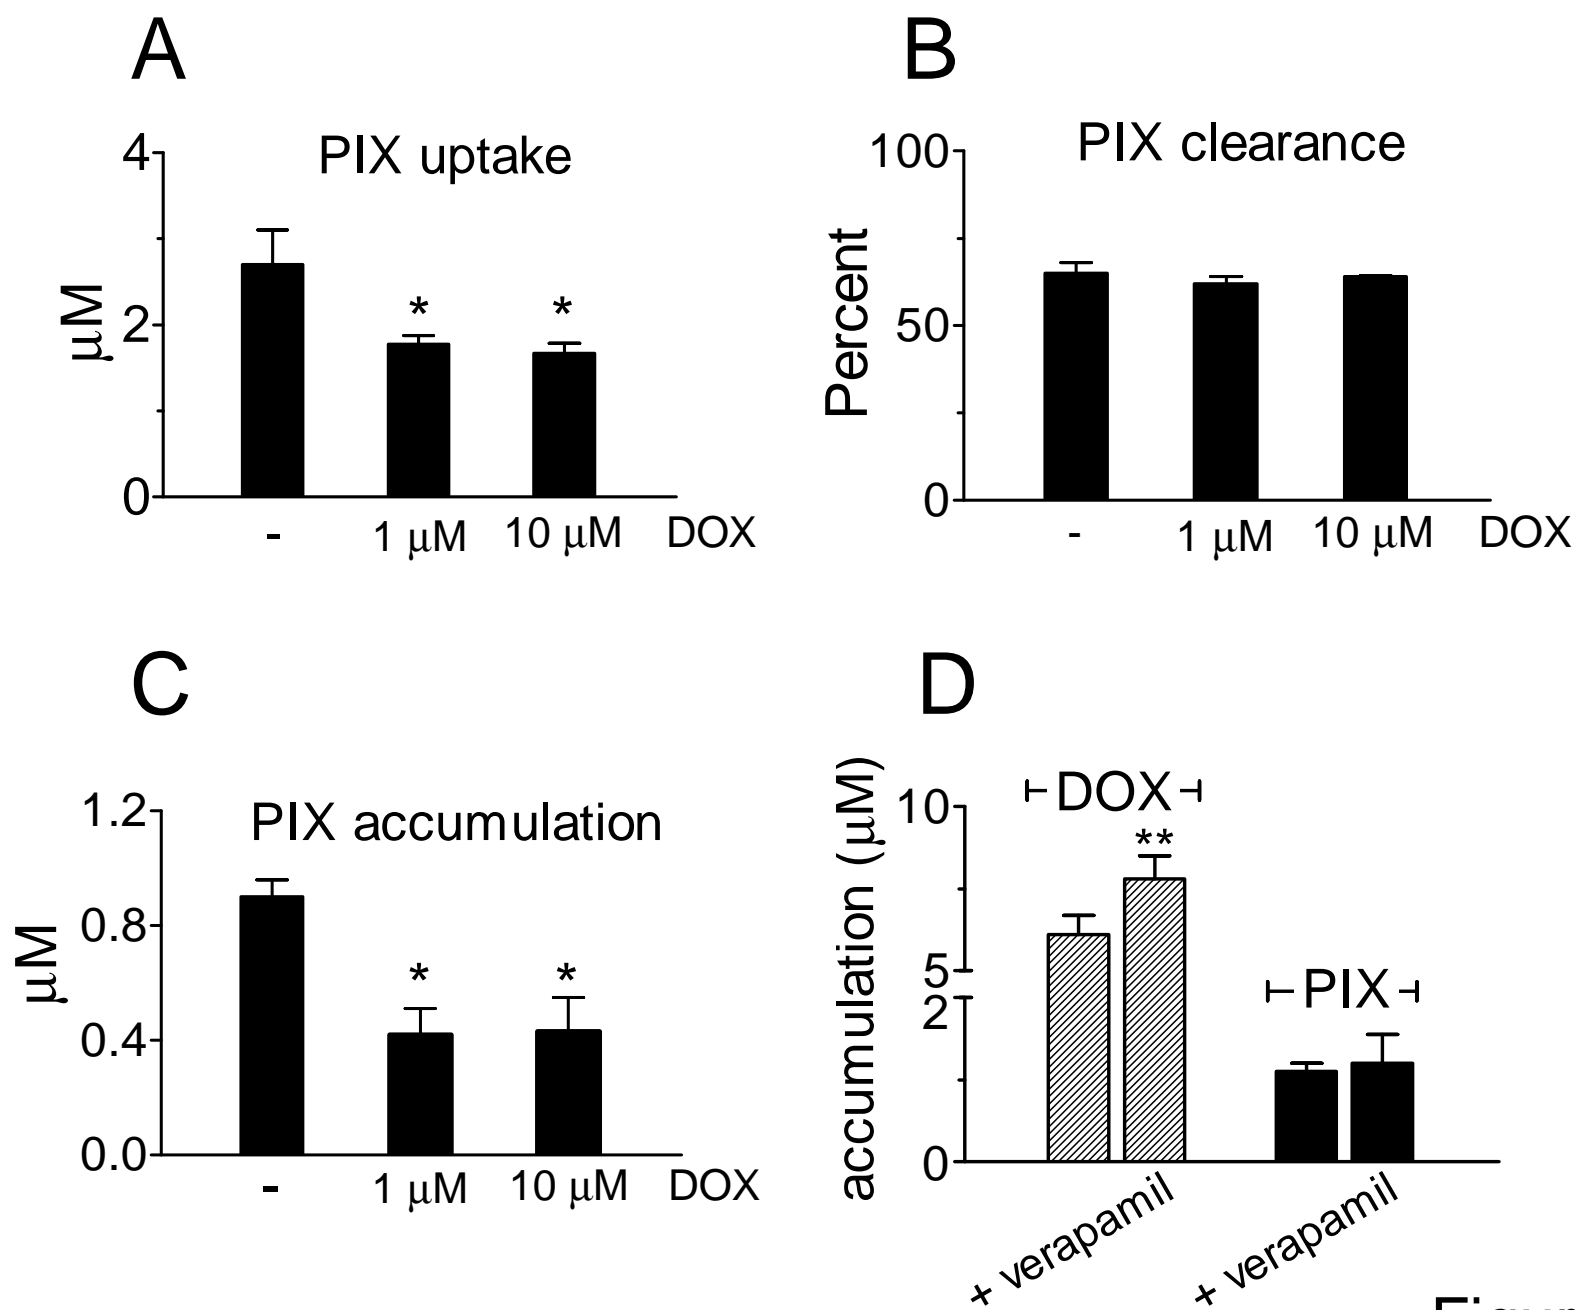 A
PIX uptake
4
2
0
μM
*
*
-
1 μM
10 μM
DOX
B
PIX clearance
100
50
0
Percent
-
1 μM
10 μM
DOX
C
PIX accumulation
1.2
0.8
0.4
0.0
μM
*
*
-
1 μM
10 μM
DOX
D
DOX
**
PIX
10
5
2
0
accumulation (μM)
+ verapamil
+ verapamil